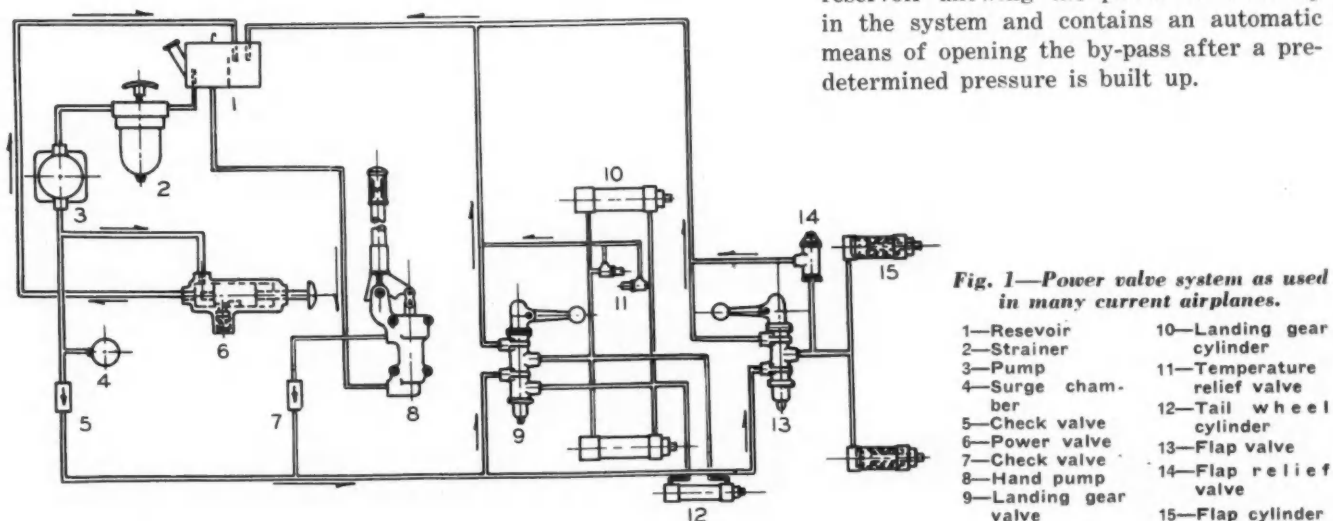 reservoir allowing the
in the system and contains an automatic
means of opening the by-pass after a pre-
determined pressure is built up.
1
2
3
4
5
6
7
8
9
10
11
12
13
14
15
Fig. 1—Power valve system as used
in many current airplanes.
1—Resevoir
2—Strainer
3—Pump
4—Surge cham-
ber
5—Check valve
6—Power valve
7—Check valve
8—Hand pump
9—Landing gear
valve
10—Landing gear
cylinder
11—Temperature
relief valve
12—Tail wheel
cylinder
13—Flap valve
14—Flap relief
valve
15—Flap cylinder